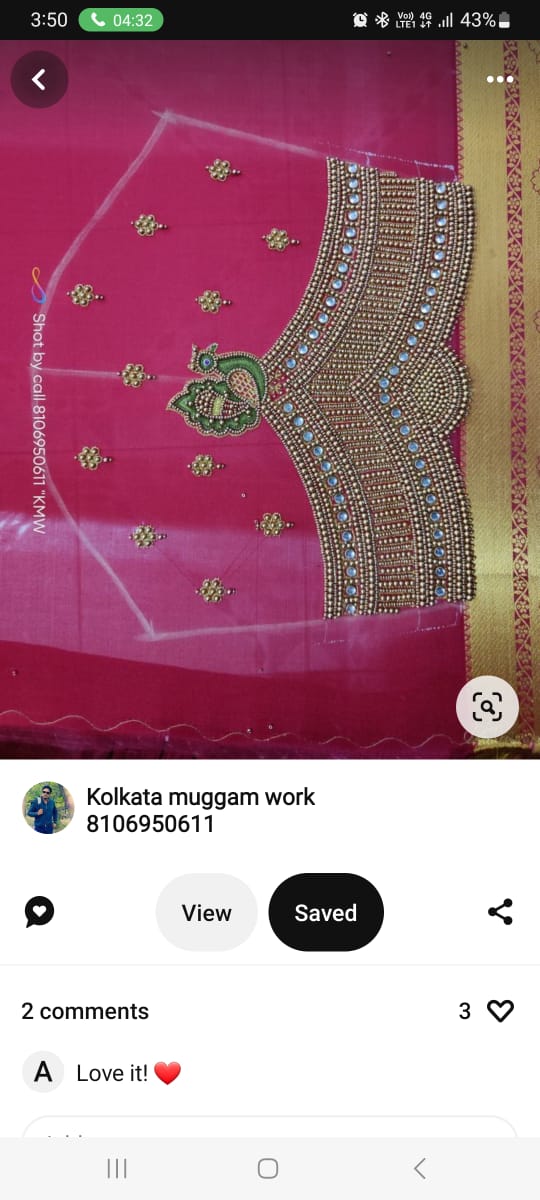 3:50 04:32 Vo) 4G LTE1 43%
Shot by call 8106950611 "KMW
Kolkata muggam work
8106950611
View Saved
2 comments 3
A Love it! ❤️